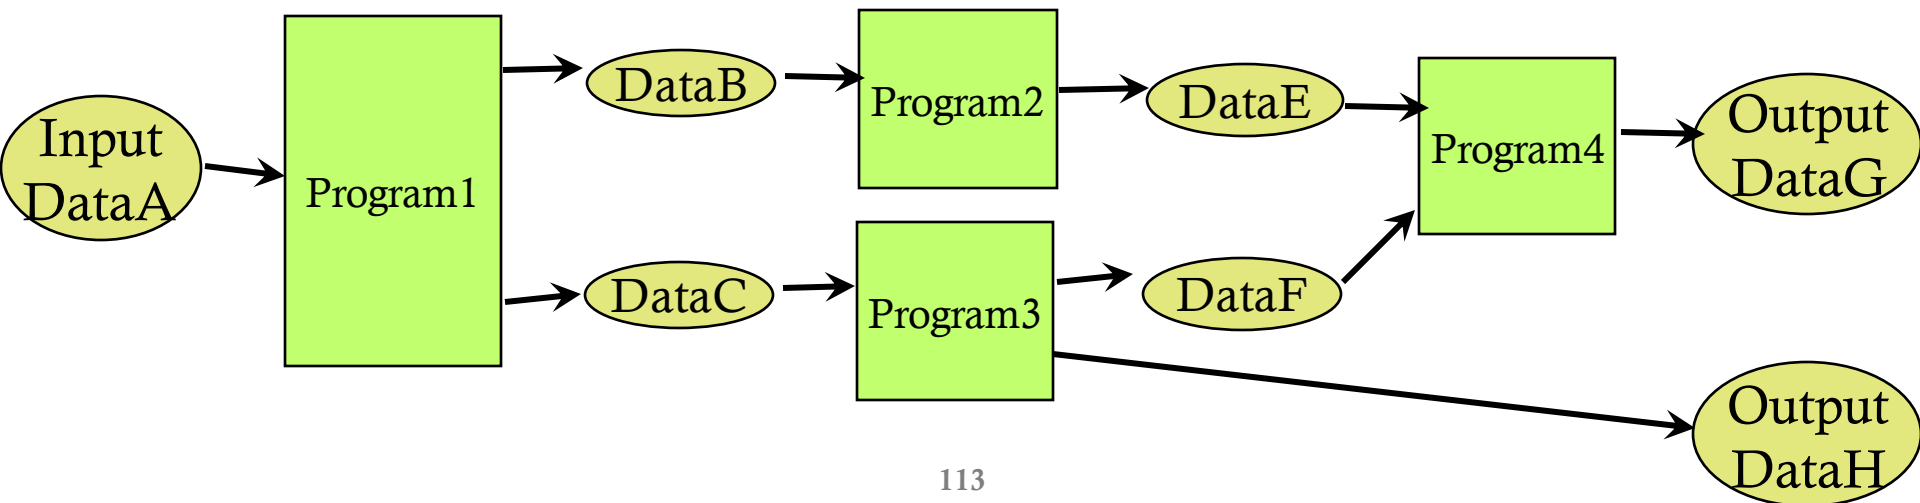 Input
DataA
Program1
DataB
DataC
Program2
Program3
DataE
DataF
Program4
Output
DataG
Output
DataH
113